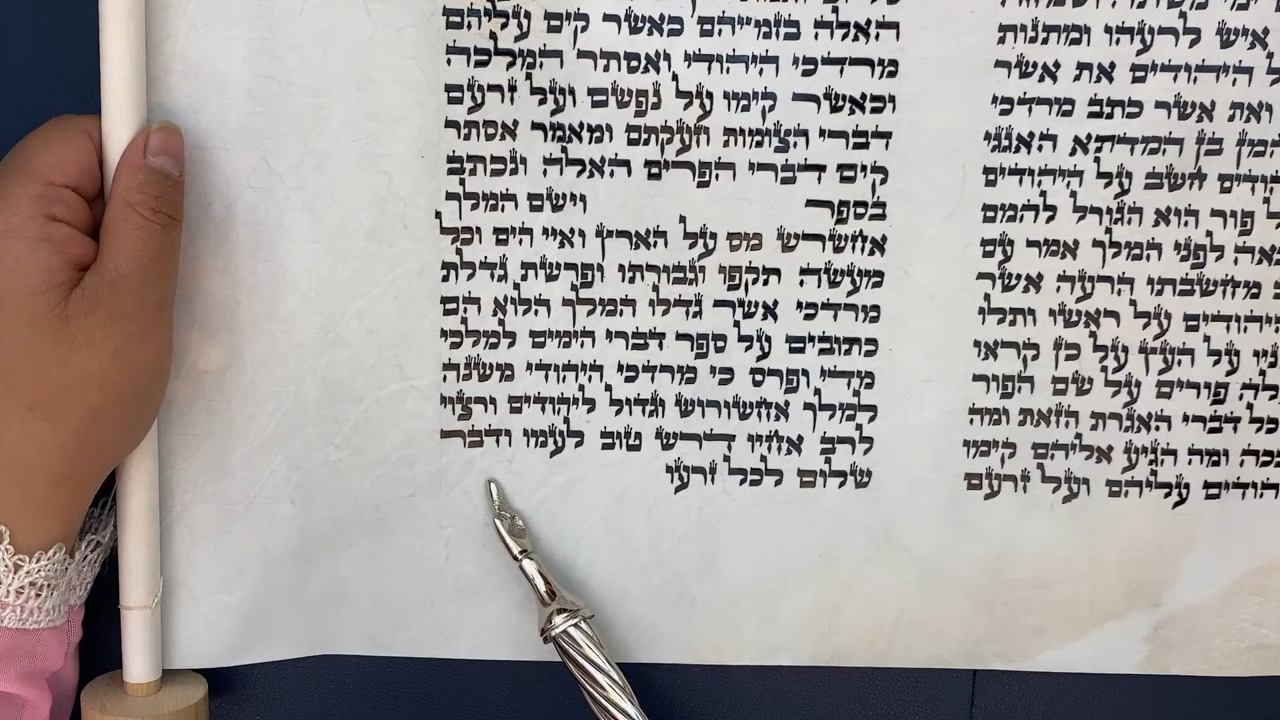 איש לרעהו ומתנות
היהודים את אשר
ואת אשר כתב מרדכי
המן בן המדתא האגגי
חשב על היהודים
פור הוא הגורל להמם
באה לפני המלך אמר עם
מחשבתו הרעה אשר
על ראשו ותלו
על העץ על כן קראו
פורים על שם הפור
כל דברי האגרת הזאת ומה
ככה ומה הגיע אליהם קימו
עליהם ועל זרעם
האלה בזמניהם כאשר קים עליהם
מרדכי היהודי ואסתר המלכה
וכאשר קימו על נפשם ועל זרעם
דברי הצומות וזעקתם ומאמר אסתר
קים דברי הפרים האלה ונכתב
בספר וישם המלך
אחשרש מס על הארץ ואיי הים וכל
מעשה תקפו וגבורתו ופרשת גדלת
מרדכי אשר גדלו המלך הלוא הם
כתובים על ספר דברי הימים למלכי
מדי ופרס כי מרדכי היהודי משנה
למלך אחשורוש וגדול ליהודים ורצוי
לרב אחיו דרש טוב לעמו ודבר
שלום לכל זרעו